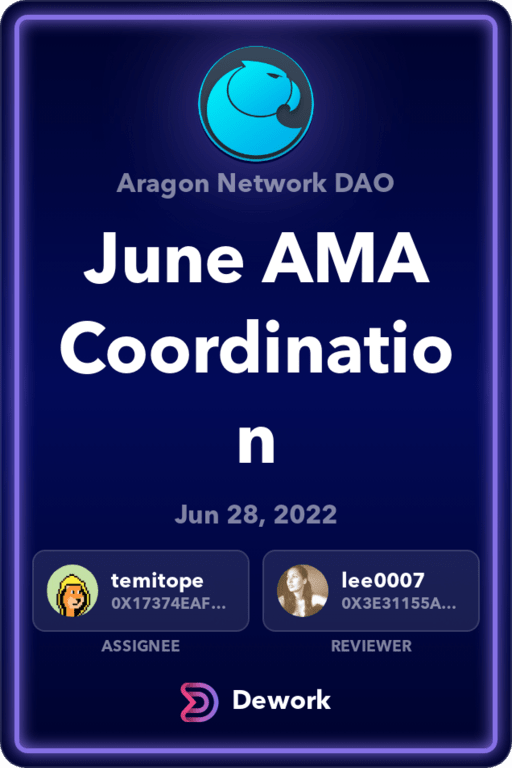 Aragon Network DAO
June AMA
Coordinatio
n
Jun 28, 2022
temitope
0X17374EAF...
lee0007
0X3E31155A...
ASSIGNEE
REVIEWER
Dework